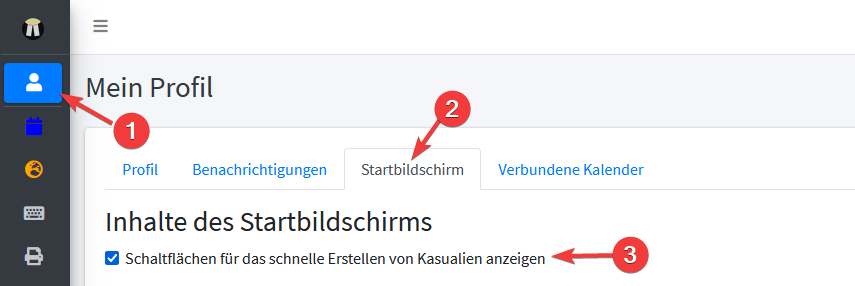 Mein Profil
1
2
Profil Benachrichtigungen Startbildschirm Verbundene Kalender
Inhalte des Startbildschirms
Schaltflächen für das schnelle Erstellen von Kasualien anzeigen
3